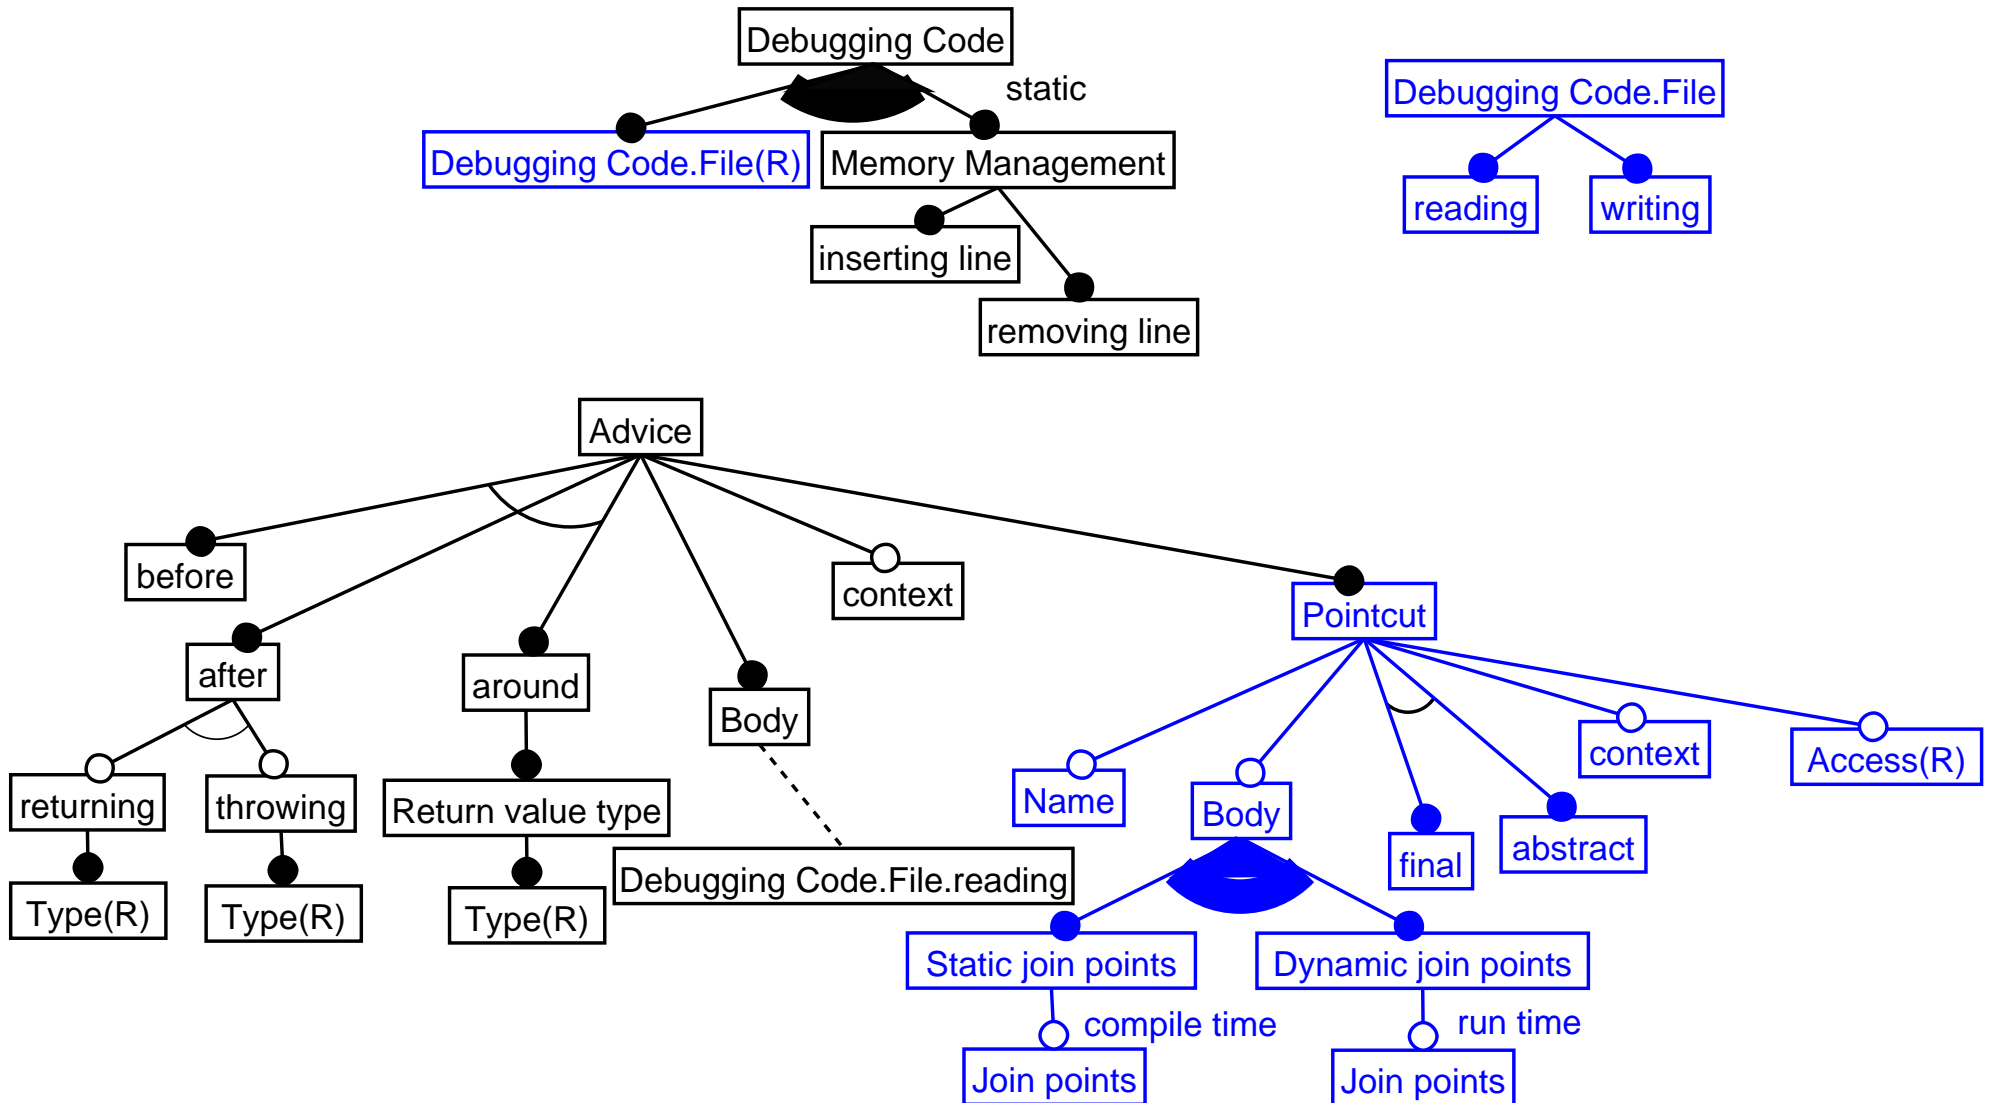 Debugging Code
static
Debugging Code.File
Debugging Code.File(R)
Memory Management
reading
writing
inserting line
removing line
Advice
before
context
Pointcut
after
around
Body
context
Access(R)
returning
throwing
Return value type
Name
Body
final
abstract
Debugging Code.File.reading
Type(R)
Type(R)
Type(R)
Static join points
Dynamic join points
compile time
run time
Join points
Join points